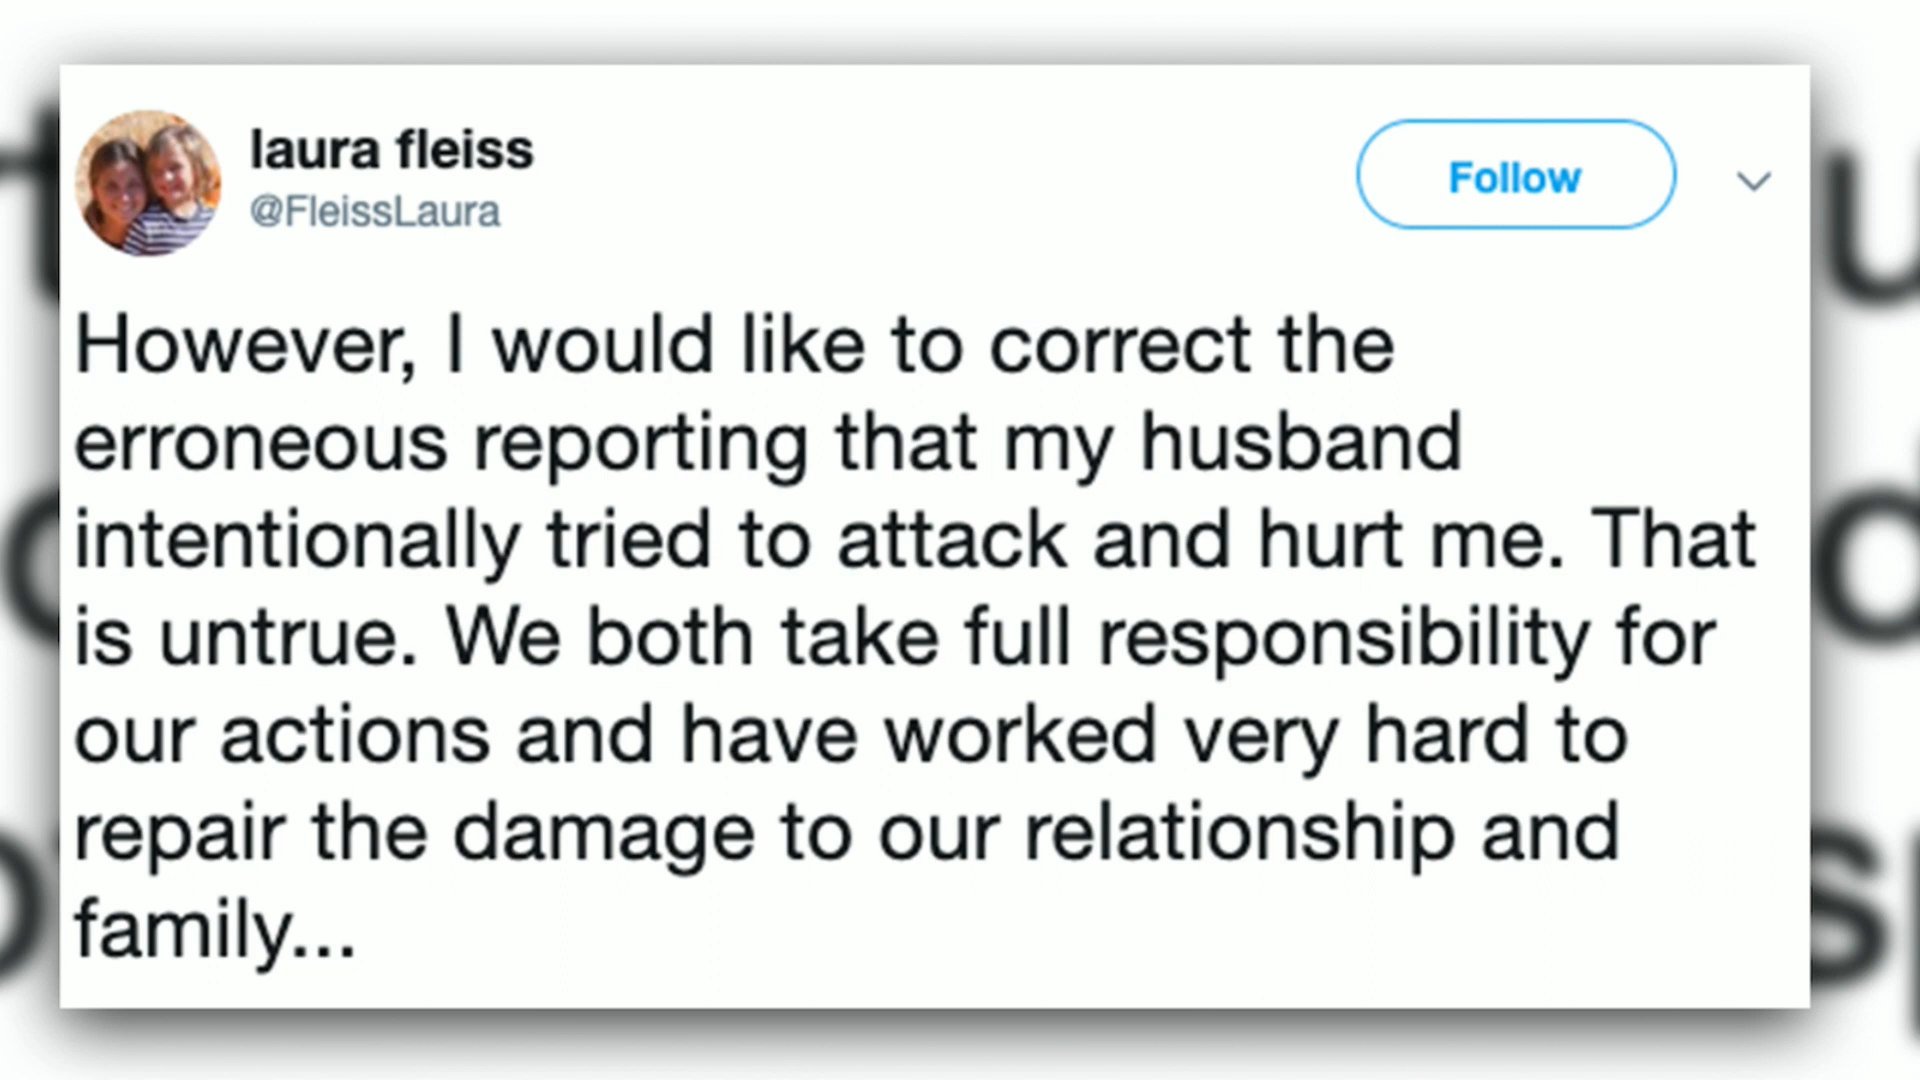 laura fleiss
@FleissLaura
Follow
However, I would like to correct the
erroneous reporting that my husband
intentionally tried to attack and hurt me. That
is untrue. We both take full responsibility for
our actions and have worked very hard to
repair the damage to our relationship and
family...